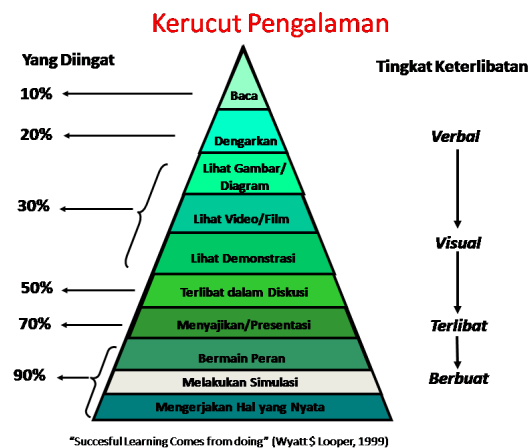 Kerucut Pengalaman
Yang Diingat
Tingkat Keterlibatan
10%
Baca
20%
Dengarkan
Verbal
Lihat Gambar/
Diagram
30%
Lihat Video/Film
Visual
Lihat Demonstrasi
50%
Terlibat dalam Diskusi
70%
Menyajikan/Presentasi
Terlibat
Bermain Peran
90%
Melakukan Simulasi
Berbuat
Mengerjakan Hal yang Nyata
“Succesful Learning Comes from doing” (Wyatt $ Looper, 1999)